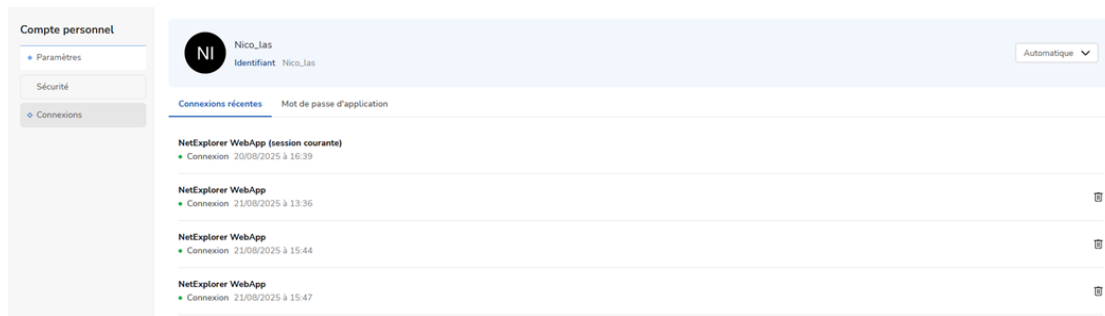 Compte personnel
Paramètres
Sécurité
Connexions
NI
Nico_las
Identifiant Nico_las
Automatique
Connexions récentes Mot de passe d'application
NetExplorer WebApp (session courante)
Connexion 20/08/2025 à 16:39
NetExplorer WebApp
Connexion 21/08/2025 à 13:36
NetExplorer WebApp
Connexion 21/08/2025 à 15:44
NetExplorer WebApp
Connexion 21/08/2025 à 15:47